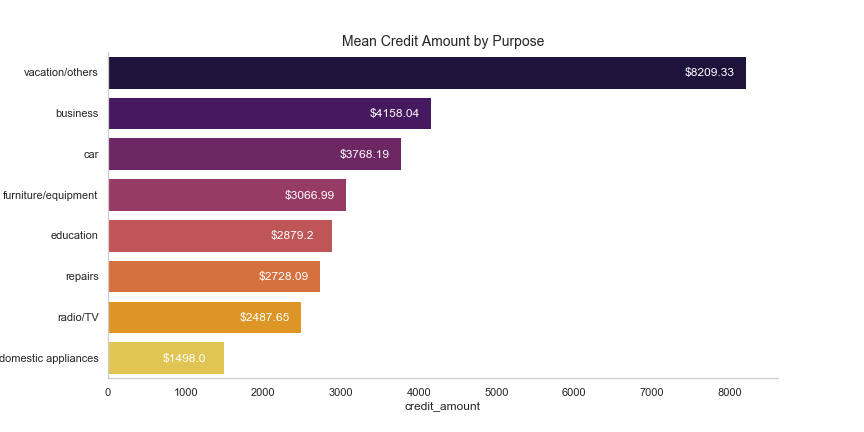 Mean Credit Amount by Purpose
vacation/others $8209.33
business $4158.04
car $3768.19
furniture/equipment $3066.99
education $2879.2
repairs $2728.09
radio/TV $2487.65
domestic appliances $1498.0
0 1000 2000 3000 4000 5000 6000 7000 8000
credit_amount